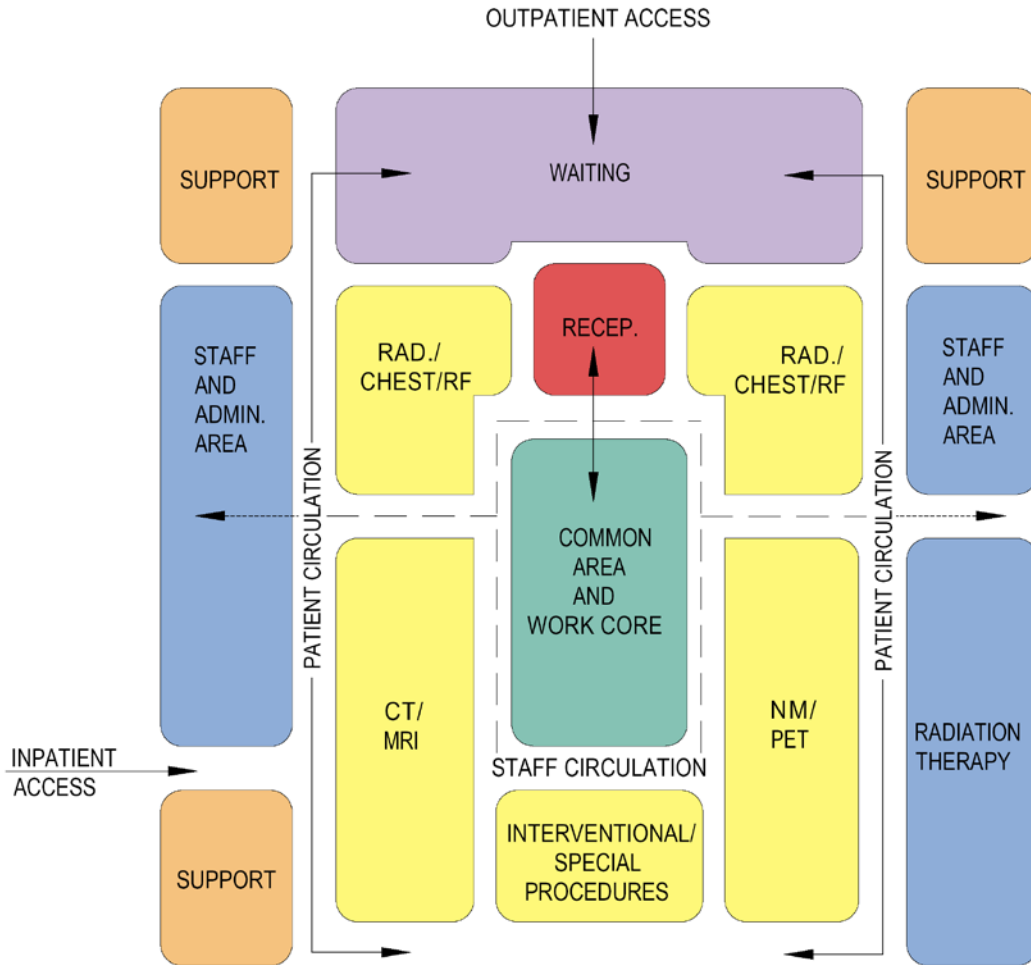 OUTPATIENT ACCESS
SUPPORT
WAITING
SUPPORT
RECEP.
RAD./
CHEST/RF
RAD./
CHEST/RF
STAFF
AND
ADMIN.
AREA
STAFF
AND
ADMIN.
AREA
PATIENT CIRCULATION
PATIENT CIRCULATION
COMMON
AREA
AND
WORK CORE
CT/
MRI
NM/
PET
RADIATION
THERAPY
INPATIENT
ACCESS
STAFF CIRCULATION
INTERVENTIONAL/
SPECIAL
PROCEDURES
SUPPORT